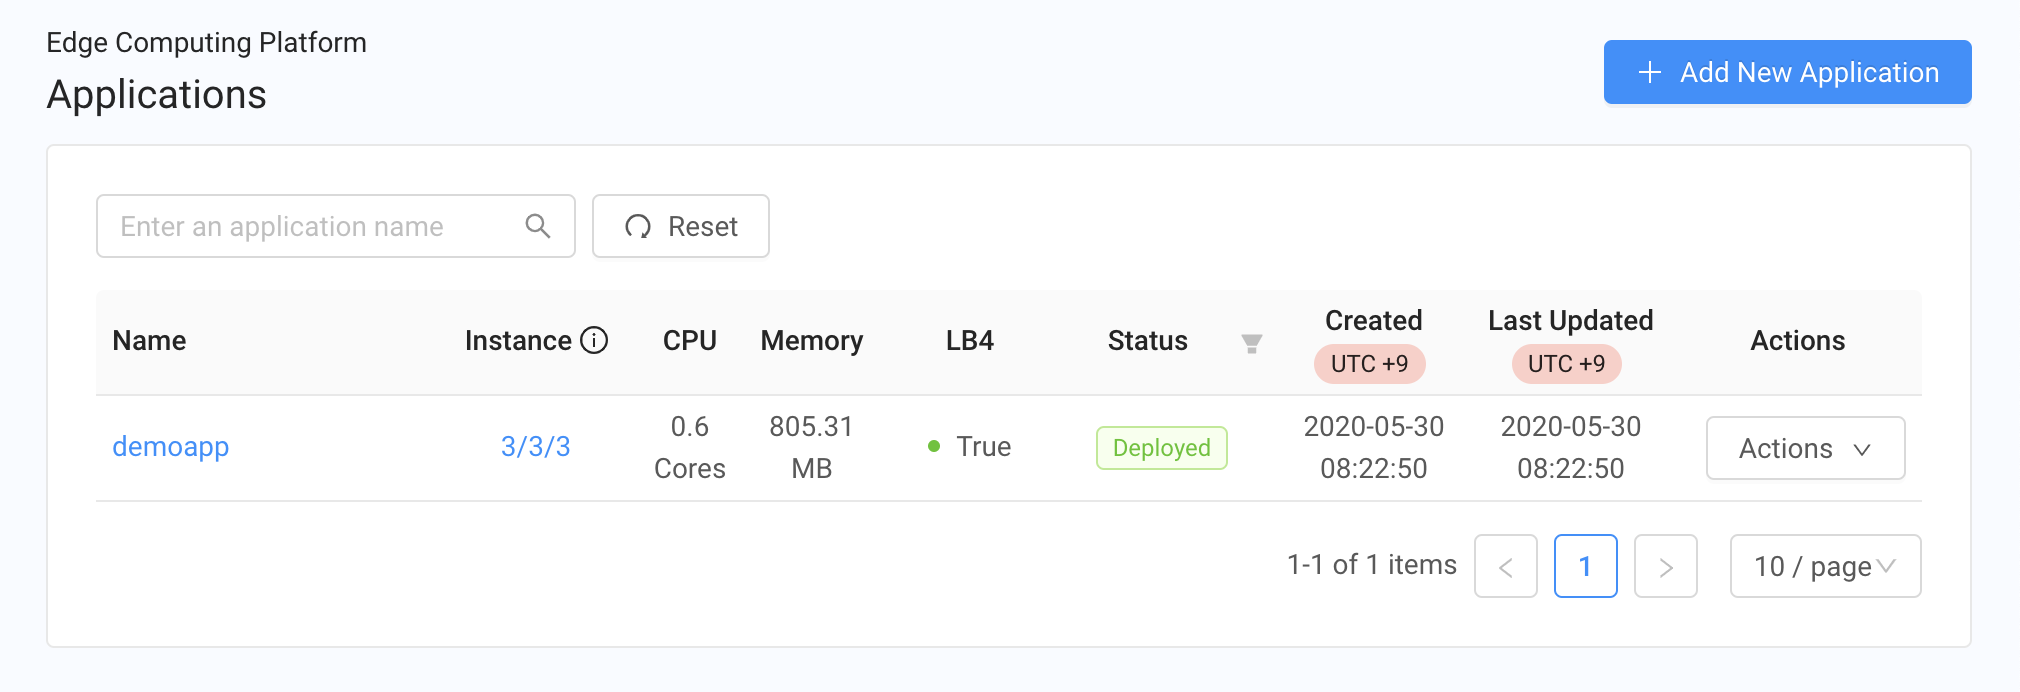 Edge Computing Platform
Applications
+ Add New Application
Enter an application name
Reset
Name Instance CPU Memory LB4 Status Created UTC +9 Last Updated UTC +9 Actions
demoapp 3/3/3 0.6 Cores 805.31 MB True Deployed 2020-05-30 08:22:50 2020-05-30 08:22:50 Actions
1-1 of 1 items < 1 > 10 / page